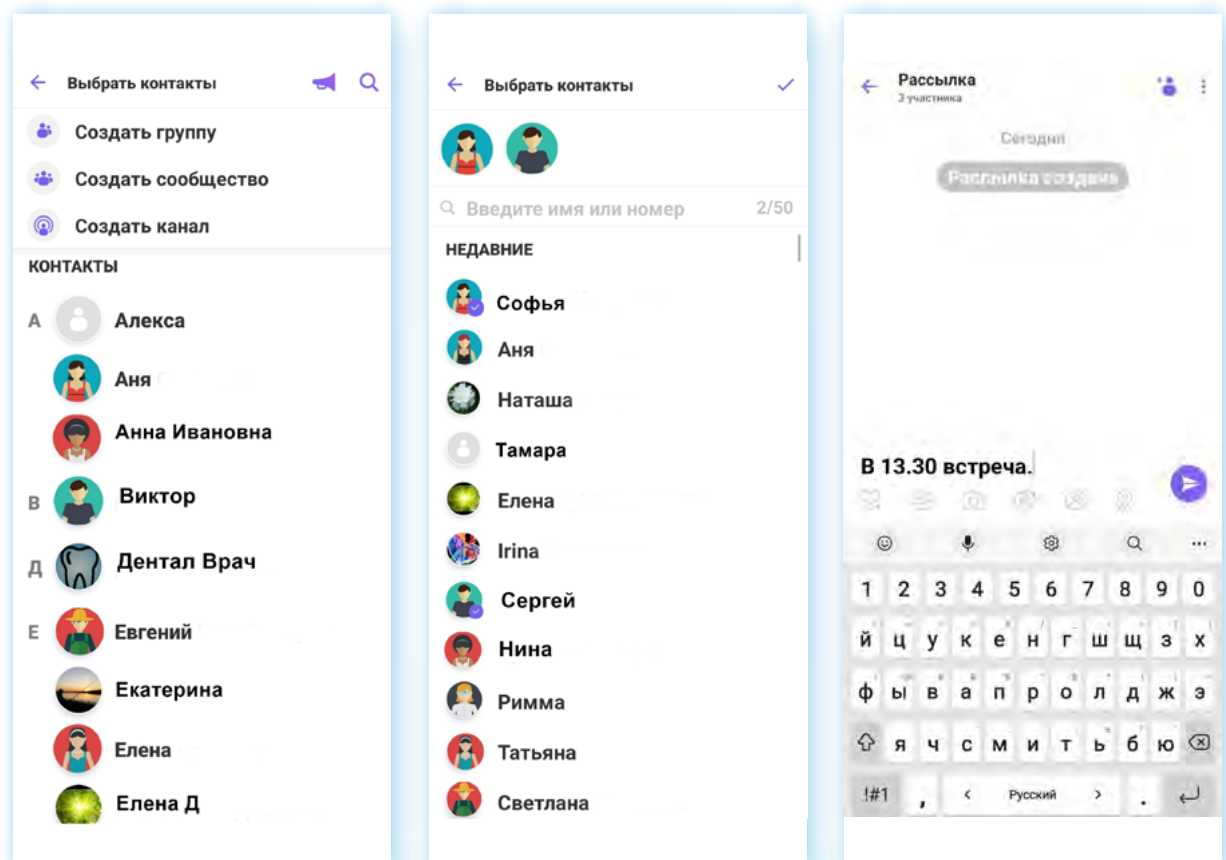 Выбрать контакты
Создать группу
Создать сообщество
Создать канал
КОНТАКТЫ
А Алекса
Аня
Анна Ивановна
В Виктор
Д Дентал Врач
Е Евгений
Екатерина
Елена
Елена Д
Выбрать контакты
Введите имя или номер 2/50
НЕДАВНИЕ
Софья
Аня
Наташа
Тамара
Елена
Irina
Сергей
Нина
Римма
Татьяна
Светлана
Рассылка
3 участника
Сегодня
Рассылка создана
В 13.30 встреча.
1 2 3 4 5 6 7 8 9 0
й ц у к е н г ш щ з х
ф ы в а п р о л д ж э
я ч с м и т ь б ю
!#1 , < Русский > .